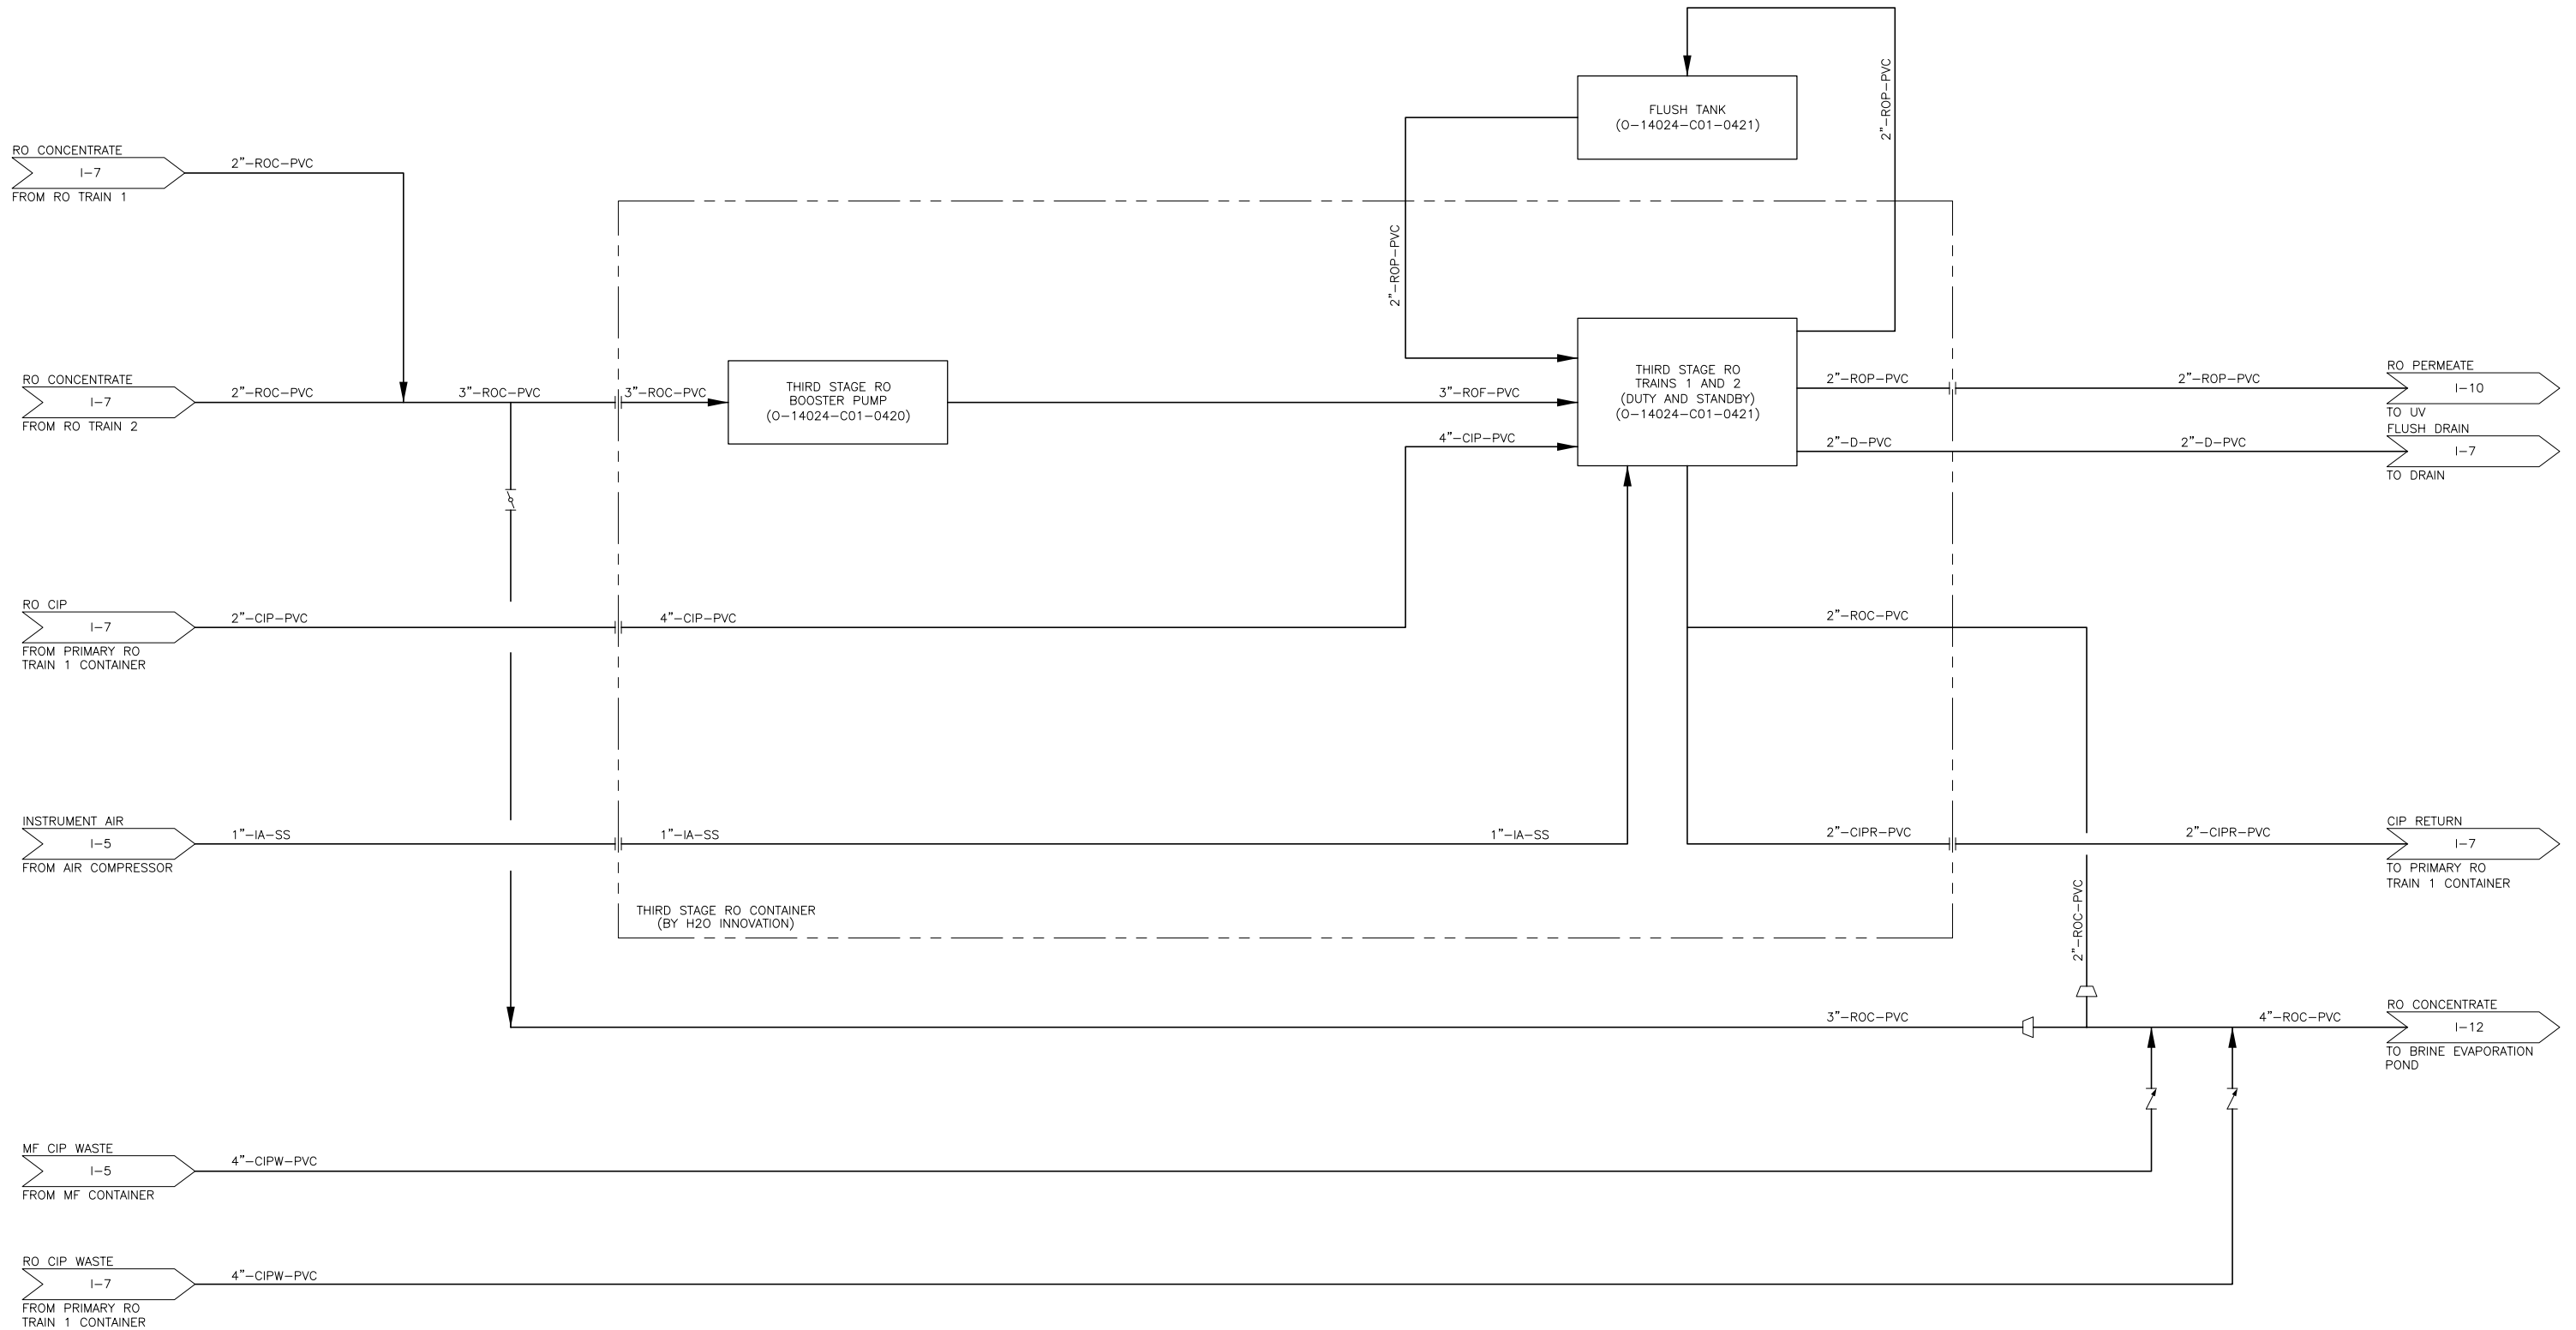 FLUSH TANK
(O-14024-C01-0421)
2"-ROP-PVC
RO CONCENTRATE
I-7
FROM RO TRAIN 1
2"-ROC-PVC
2"-ROP-PVC
RO CONCENTRATE
I-7
FROM RO TRAIN 2
2"-ROC-PVC
3"-ROC-PVC
3"-ROC-PVC
THIRD STAGE RO
BOOSTER PUMP
(O-14024-C01-0420)
3"-ROF-PVC
4"-CIP-PVC
THIRD STAGE RO
TRAINS 1 AND 2
(DUTY AND STANDBY)
(O-14024-C01-0421)
2"-ROP-PVC
2"-ROP-PVC
RO PERMEATE
I-10
TO UV
2"-D-PVC
2"-D-PVC
FLUSH DRAIN
I-7
TO DRAIN
RO CIP
I-7
FROM PRIMARY RO
TRAIN 1 CONTAINER
2"-CIP-PVC
4"-CIP-PVC
2"-ROC-PVC
INSTRUMENT AIR
I-5
FROM AIR COMPRESSOR
1"-IA-SS
1"-IA-SS
1"-IA-SS
2"-CIPR-PVC
2"-CIPR-PVC
CIP RETURN
I-7
TO PRIMARY RO
TRAIN 1 CONTAINER
THIRD STAGE RO CONTAINER
(BY H2O INNOVATION)
2"-ROC-PVC
3"-ROC-PVC
4"-ROC-PVC
RO CONCENTRATE
I-12
TO BRINE EVAPORATION
POND
MF CIP WASTE
I-5
FROM MF CONTAINER
4"-CIPW-PVC
RO CIP WASTE
I-7
FROM PRIMARY RO
TRAIN 1 CONTAINER
4"-CIPW-PVC